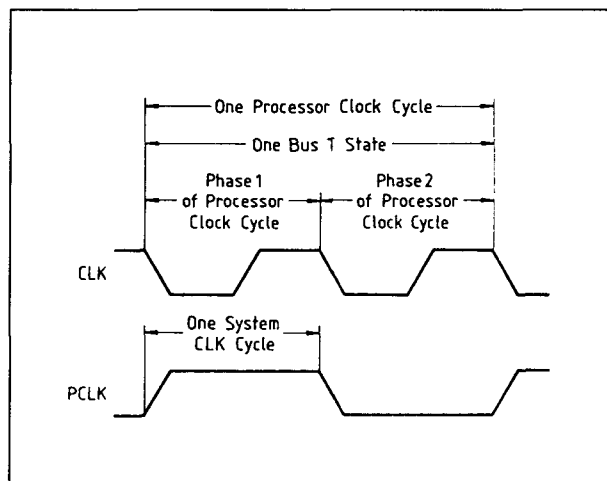 One Processor Clock Cycle
One Bus T State
Phase 1
of Processor
Clock Cycle
Phase 2
of Processor
Clock Cycle
CLK
One System
CLK Cycle
PCLK